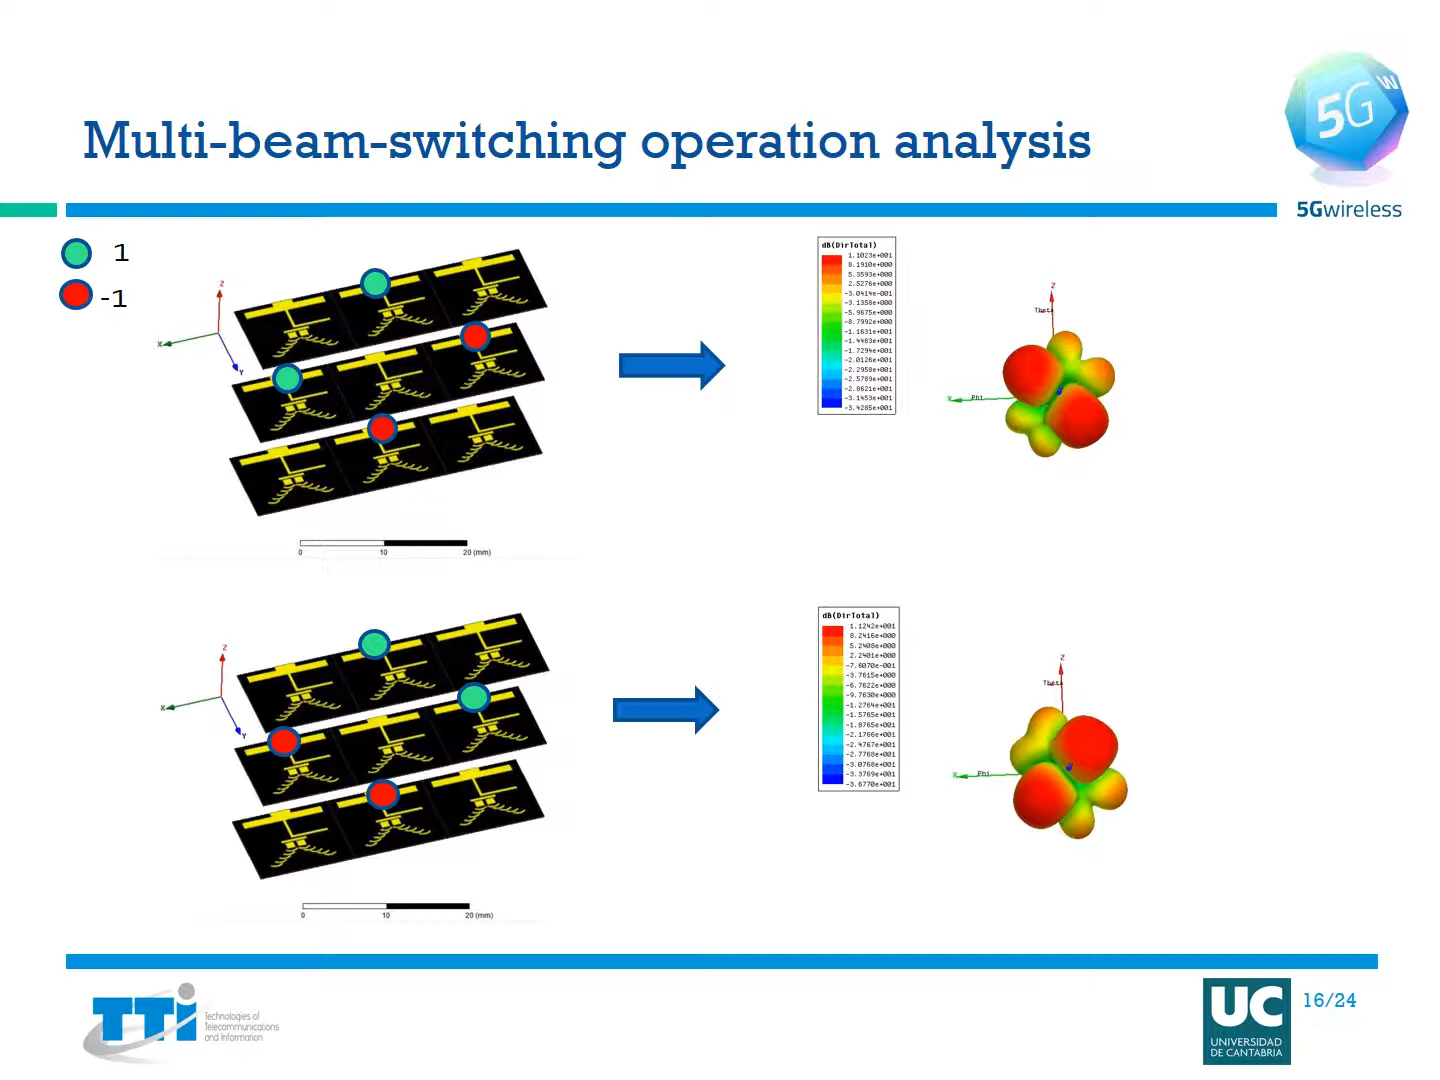 5G W
Multi-beam-switching operation analysis
5Gwireless
1
-1
Z
X
Y
0 10 20 (mm)
dB(DirTotal)
1.1023e+001
8.1910e+000
5.3593e+000
2.5276e+000
-3.0414e-001
-3.1358e+000
-5.9675e+000
-8.7992e+000
-1.1631e+001
-1.4463e+001
-1.7294e+001
-2.0126e+001
-2.2958e+001
-2.5789e+001
-2.8621e+001
-3.1453e+001
-3.4285e+001
Z
Theta
X
Phi
Z
X
Y
0 10 20 (mm)
dB(DirTotal)
1.1242e+001
8.2416e+000
5.2408e+000
2.2401e+000
-7.6070e-001
-3.7615e+000
-6.7622e+000
-9.7630e+000
-1.2764e+001
-1.5765e+001
-1.8765e+001
-2.1766e+001
-2.4767e+001
-2.7768e+001
-3.0768e+001
-3.3769e+001
-3.6770e+001
Z
Theta
X
Phi
TTi
Technologies of
Telecommunications
and Information
UC
UNIVERSIDAD
DE CANTABRIA
16/24